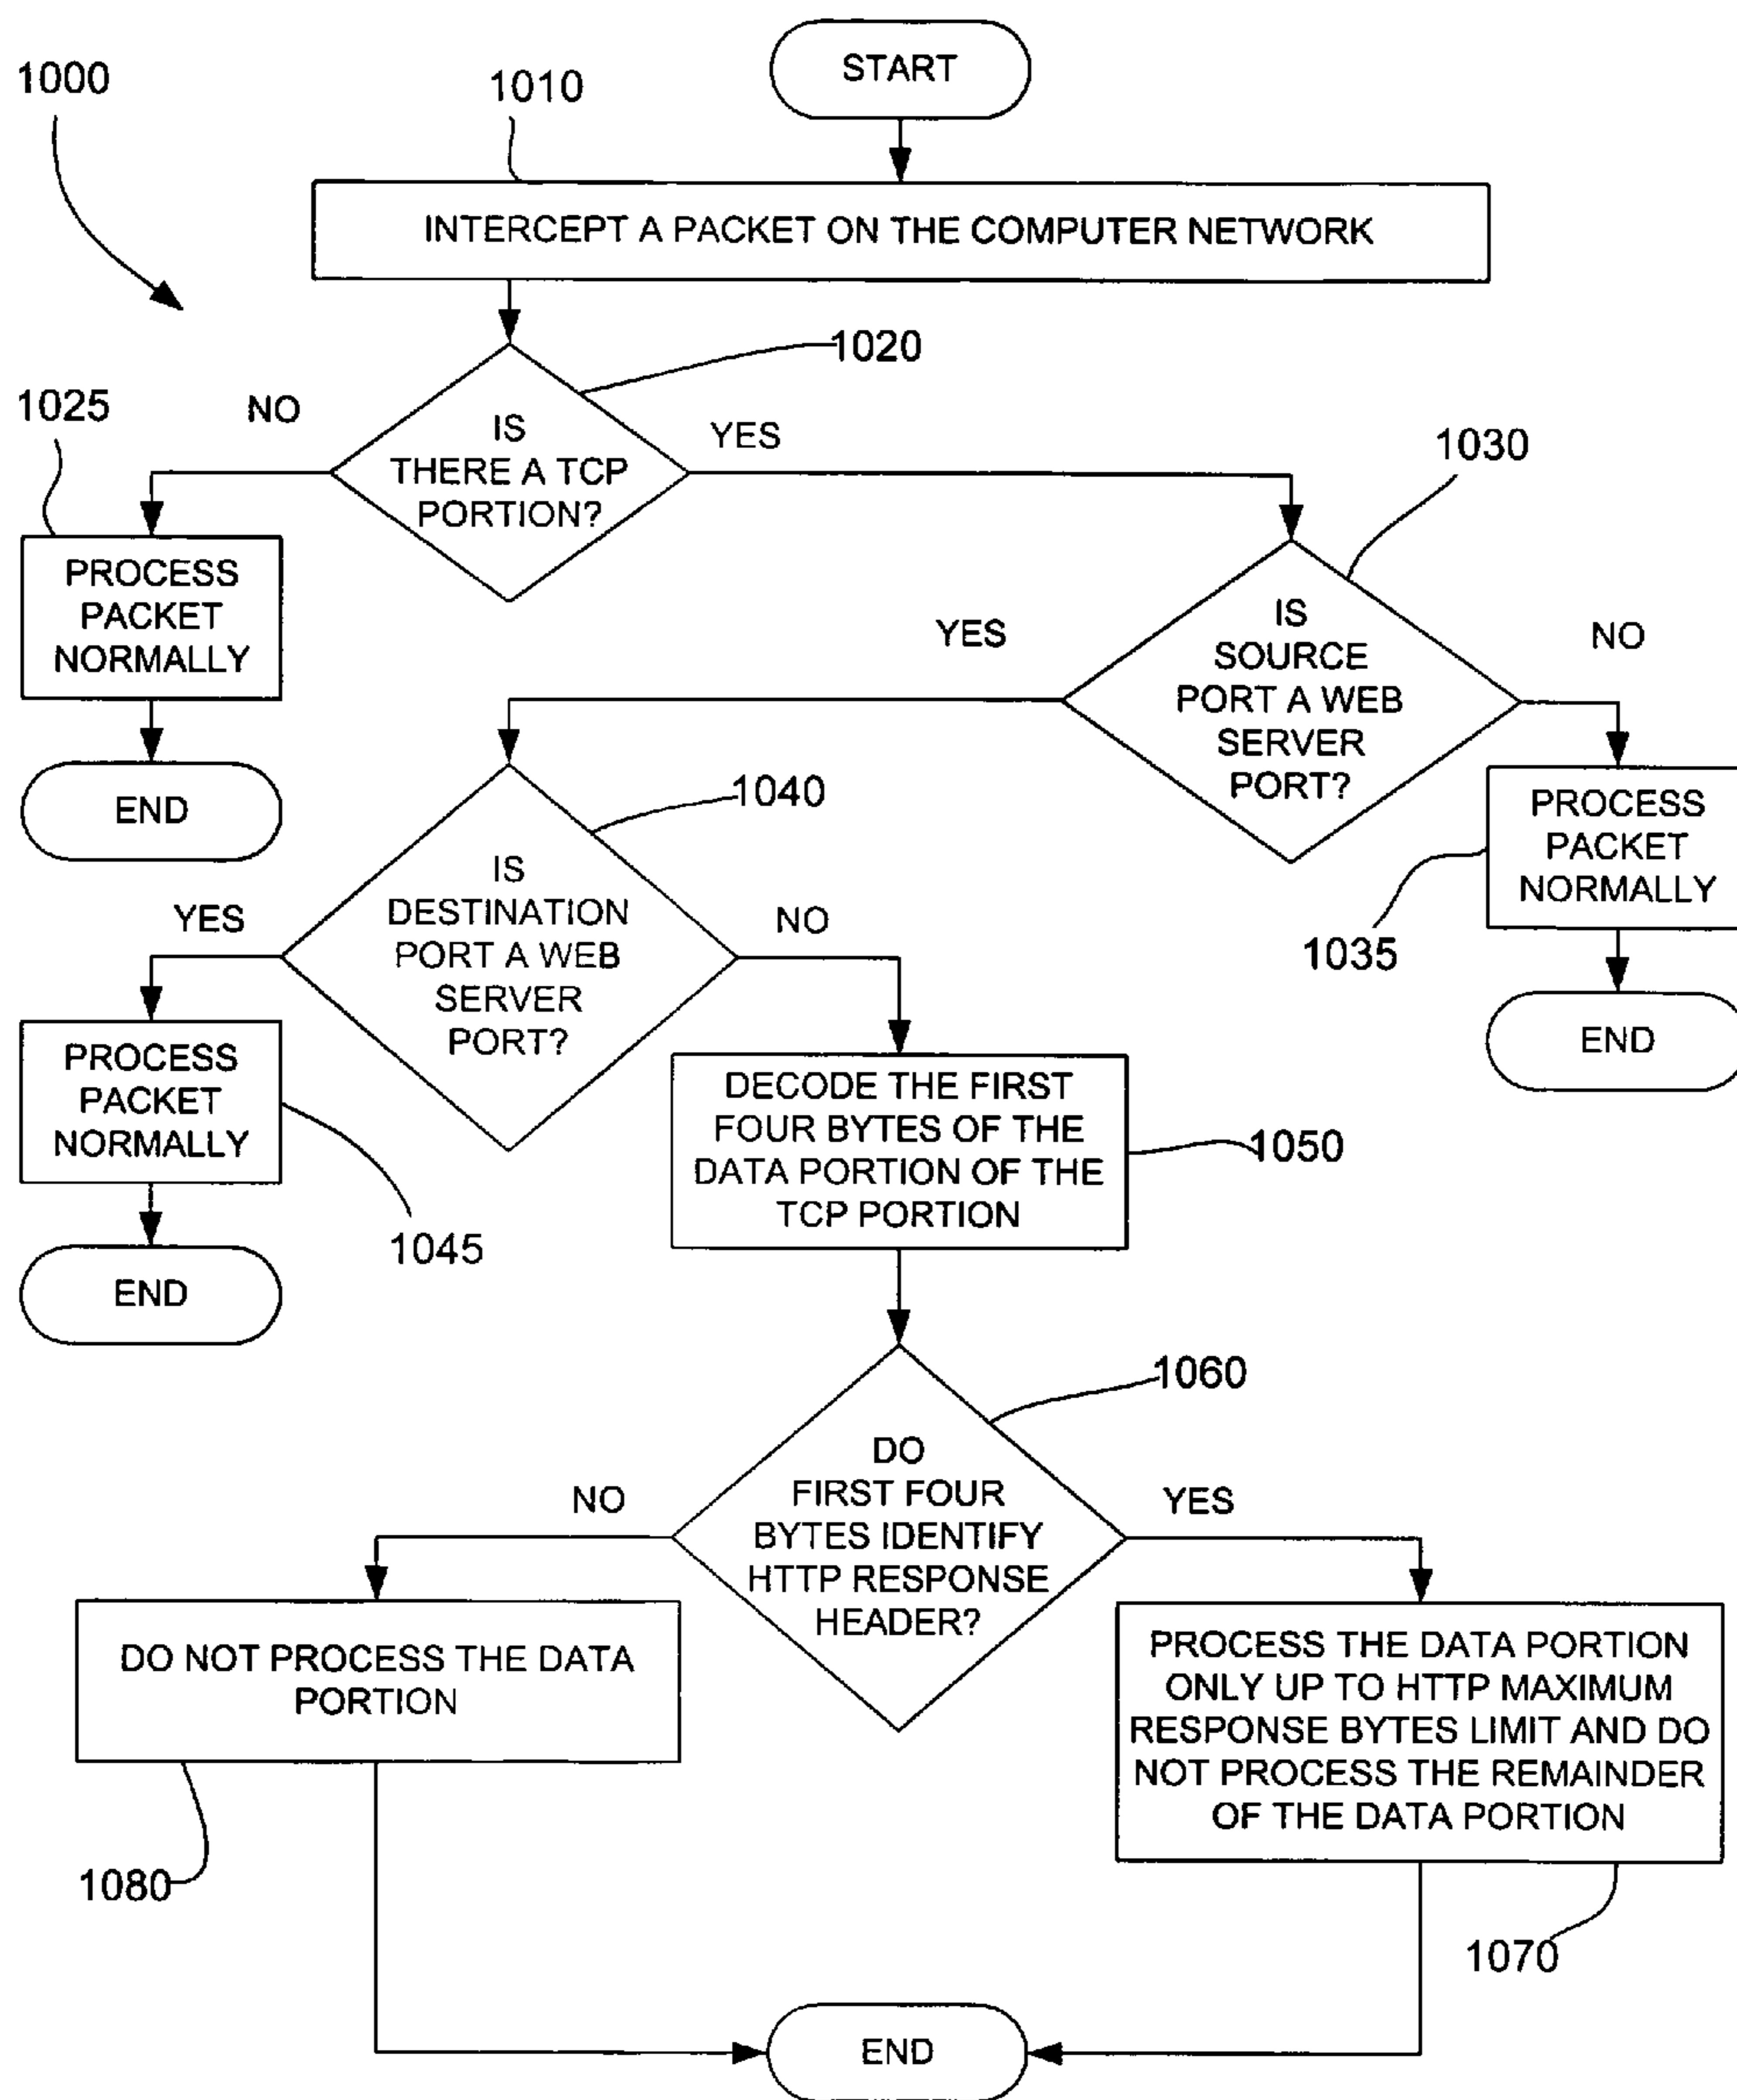 START
1000
1010
INTERCEPT A PACKET ON THE COMPUTER NETWORK
1020
1025
NO
IS
THERE A TCP
PORTION?
YES
1030
PROCESS
PACKET
NORMALLY
END
YES
IS
SOURCE
PORT A WEB
SERVER
PORT?
NO
PROCESS
PACKET
NORMALLY
1035
END
1040
YES
IS
DESTINATION
PORT A WEB
SERVER
PORT?
NO
PROCESS
PACKET
NORMALLY
1045
END
DECODE THE FIRST
FOUR BYTES OF THE
DATA PORTION OF THE
TCP PORTION
1050
1060
NO
DO
FIRST FOUR
BYTES IDENTIFY
HTTP RESPONSE
HEADER?
YES
DO NOT PROCESS THE DATA
PORTION
1080
PROCESS THE DATA PORTION
ONLY UP TO HTTP MAXIMUM
RESPONSE BYTES LIMIT AND DO
NOT PROCESS THE REMAINDER
OF THE DATA PORTION
1070
END